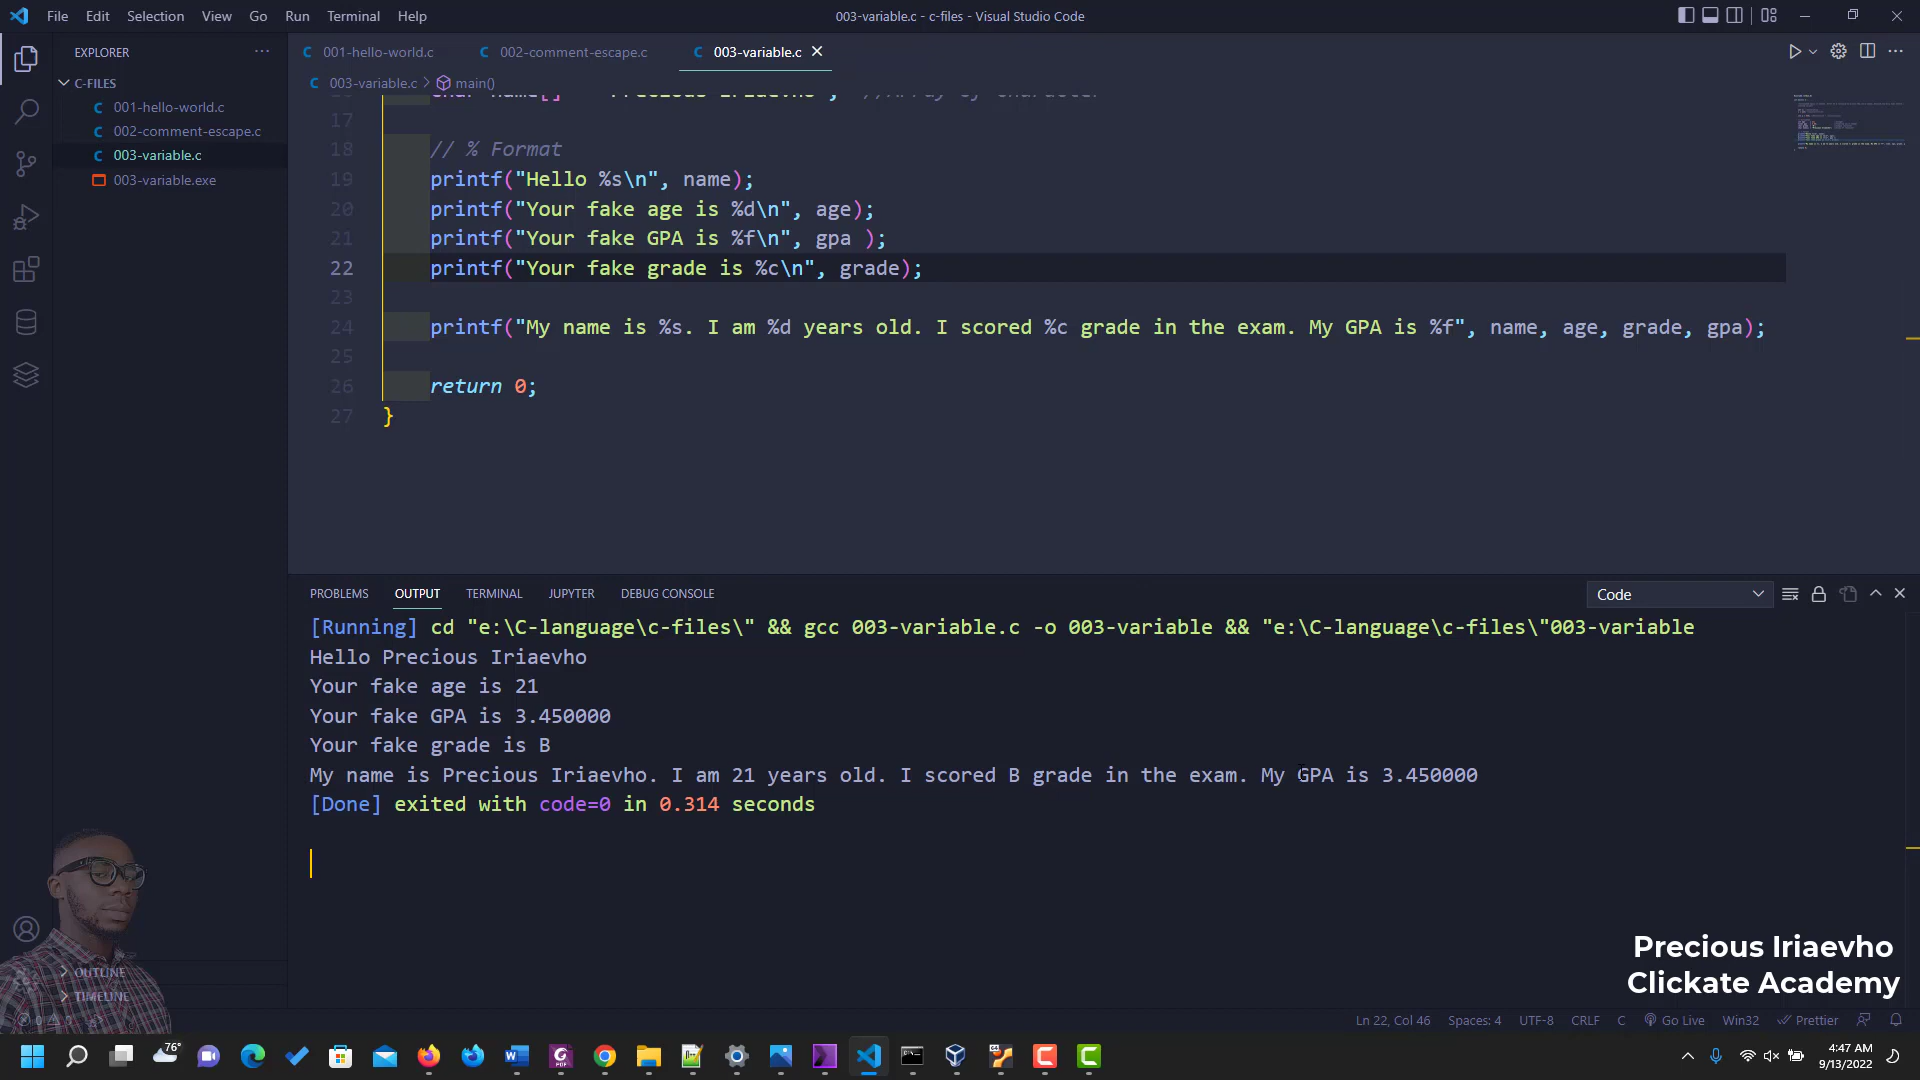 File Edit Selection View Go Run Terminal Help
003-variable.c - c-files - Visual Studio Code
EXPLORER
C-FILES
001-hello-world.c
002-comment-escape.c
003-variable.c
003-variable.exe
OUTLINE
TIMELINE
001-hello-world.c 002-comment-escape.c 003-variable.c
003-variable.c > main()
17
18 // % Format
19 printf("Hello %s\n", name);
20 printf("Your fake age is %d\n", age);
21 printf("Your fake GPA is %f\n", gpa );
22 printf("Your fake grade is %c\n", grade);
23
24 printf("My name is %s. I am %d years old. I scored %c grade in the exam. My GPA is %f", name, age, grade, gpa);
25
26 return 0;
27 }
PROBLEMS OUTPUT TERMINAL JUPYTER DEBUG CONSOLE
Code
[Running] cd "e:\C-language\c-files\" && gcc 003-variable.c -o 003-variable && "e:\C-language\c-files\"003-variable
Hello Precious Iriaevho
Your fake age is 21
Your fake GPA is 3.450000
Your fake grade is B
My name is Precious Iriaevho. I am 21 years old. I scored B grade in the exam. My GPA is 3.450000
[Done] exited with code=0 in 0.314 seconds
Precious Iriaevho
Clickate Academy
Ln 22, Col 46 Spaces: 4 UTF-8 CRLF C Go Live Win32 Prettier
76°
4:47 AM
9/13/2022